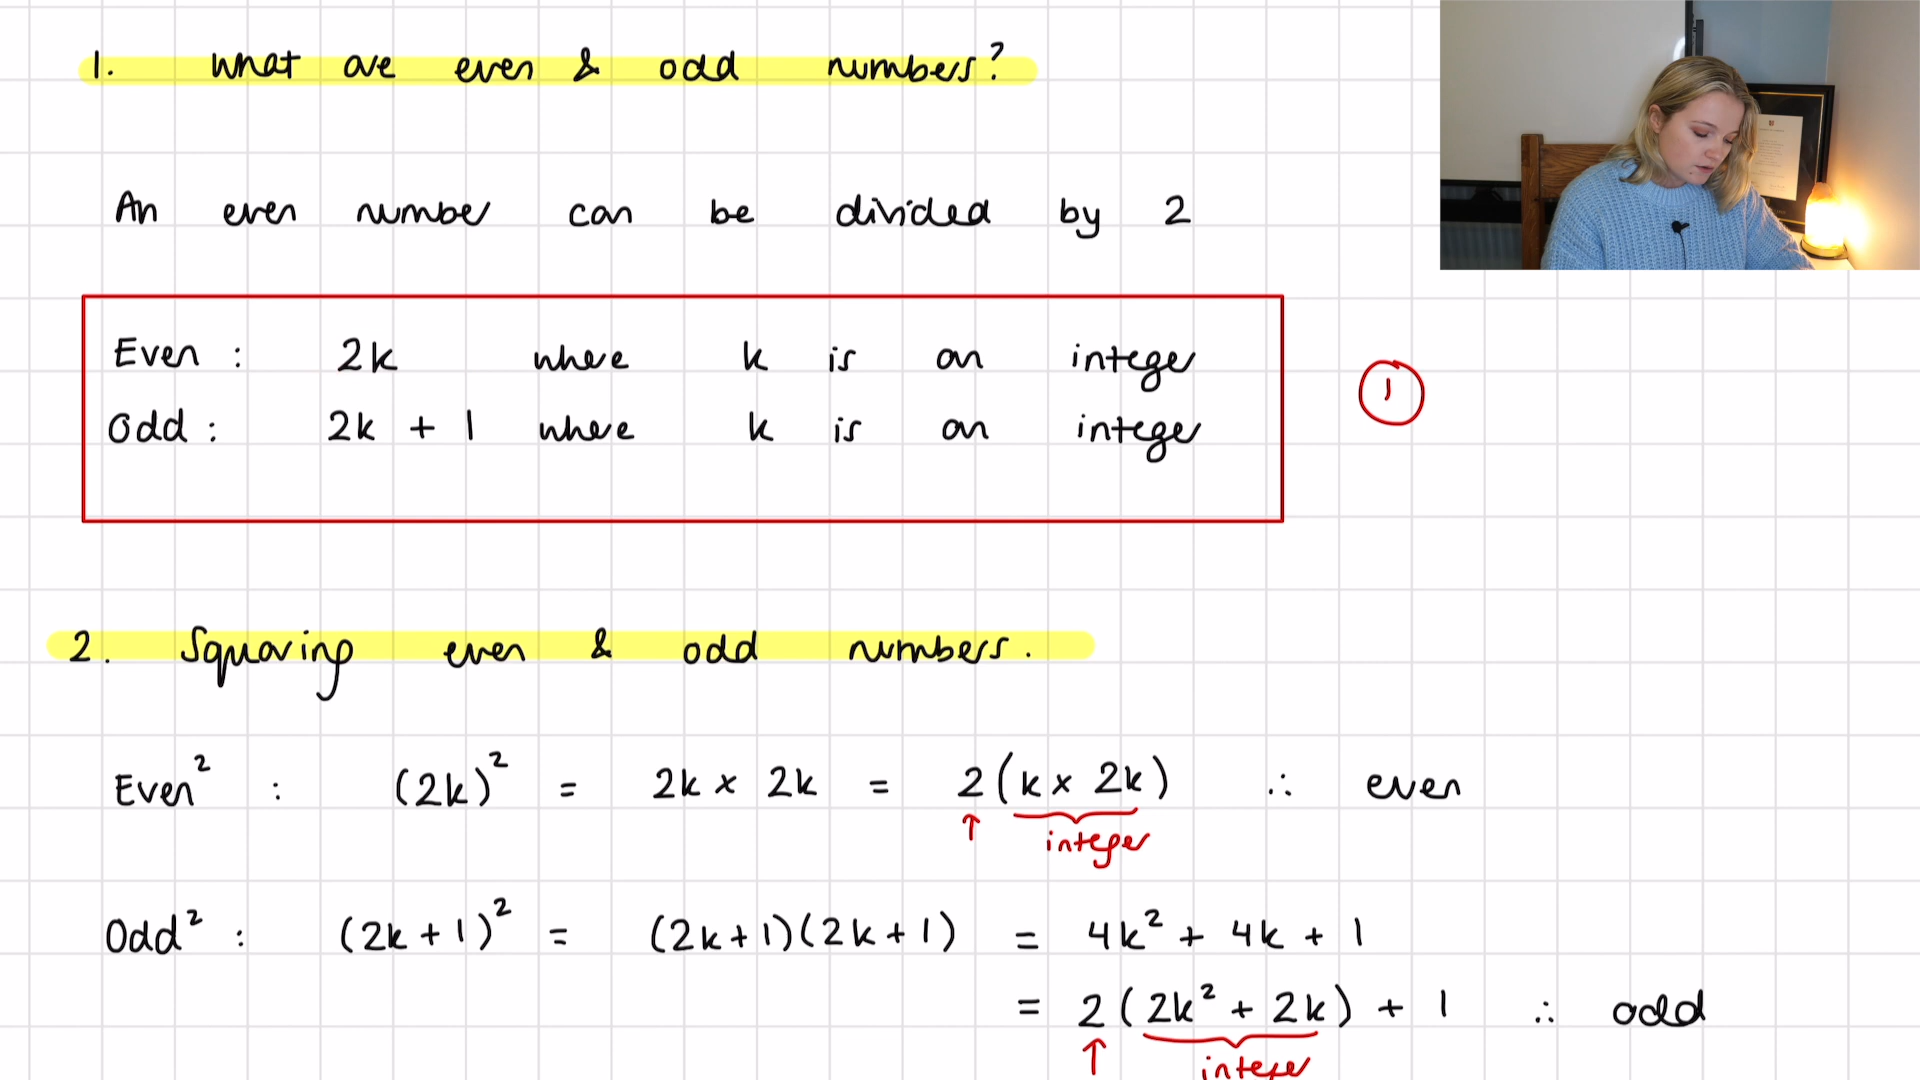 1. What are even & odd numbers?
An even number can be divided by 2
Even : 2k where k is an integer
Odd : 2k + 1 where k is an integer
1
2. Squaring even & odd numbers.
Even² : (2k)² = 2k × 2k = 2(k × 2k) ∴ even
↑ integer
Odd² : (2k + 1)² = (2k+1)(2k+1) = 4k² + 4k + 1
= 2(2k² + 2k) + 1 ∴ odd
↑ integer